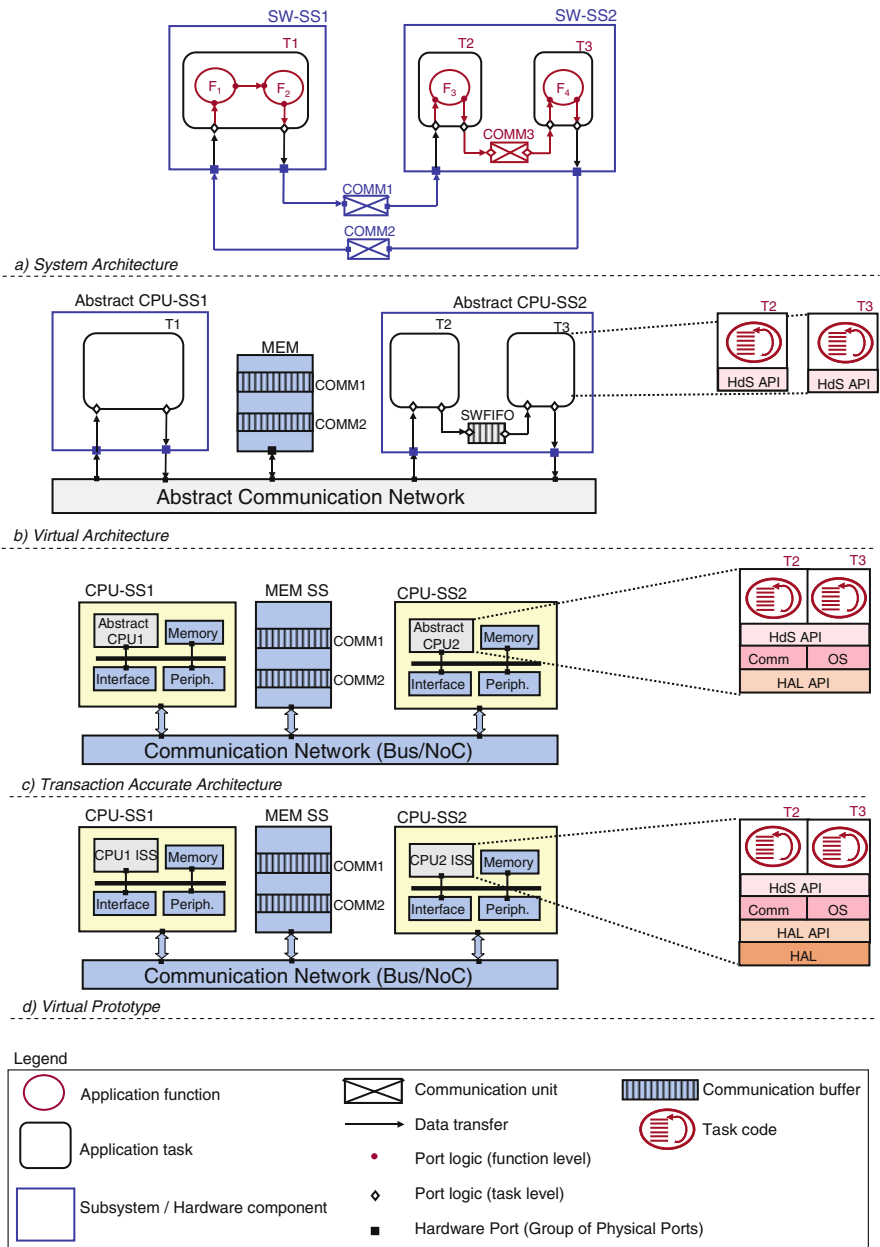 SW-SS1
SW-SS2
T1
T2
T3
F1
F2
F3
F4
COMM3
COMM1
COMM2
a) System Architecture
Abstract CPU-SS1
Abstract CPU-SS2
T2
T3
T1
T2
T3
MEM
COMM1
COMM2
SWFIFO
HdS API
HdS API
Abstract Communication Network
b) Virtual Architecture
CPU-SS1
MEM SS
CPU-SS2
T2
T3
Abstract
CPU1
Memory
Interface
Periph.
COMM1
COMM2
Abstract
CPU2
Memory
Interface
Periph.
HdS API
Comm
OS
HAL API
Communication Network (Bus/NoC)
c) Transaction Accurate Architecture
CPU-SS1
MEM SS
CPU-SS2
T2
T3
CPU1 ISS
Memory
Interface
Periph.
COMM1
COMM2
CPU2 ISS
Memory
Interface
Periph.
HdS API
Comm
OS
HAL API
HAL
Communication Network (Bus/NoC)
d) Virtual Prototype
Legend
Application function
Communication unit
Communication buffer
Data transfer
Task code
Application task
Port logic (function level)
Port logic (task level)
Subsystem / Hardware component
Hardware Port (Group of Physical Ports)